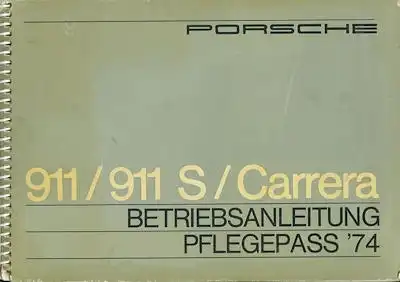 PORSCHE
911/911 S/Carrera
BETRIEBSANLEITUNG
PFLEGEPASS '74